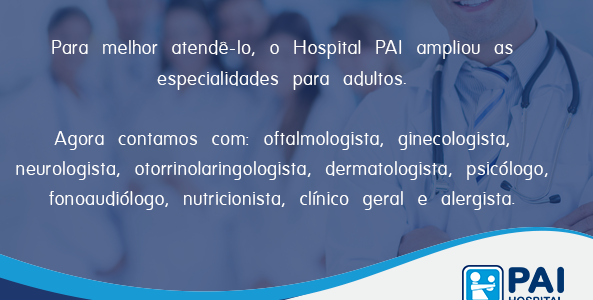 Para melhor atendê-lo, o Hospital PAI ampliou as
especialidades para adultos.
Agora contamos com: oftalmologista, ginecologista,
neurologista, otorrinolaringologista, dermatologista, psicólogo,
fonoaudiólogo, nutricionista, clínico geral e alergista.
PAI
HOSPITAL